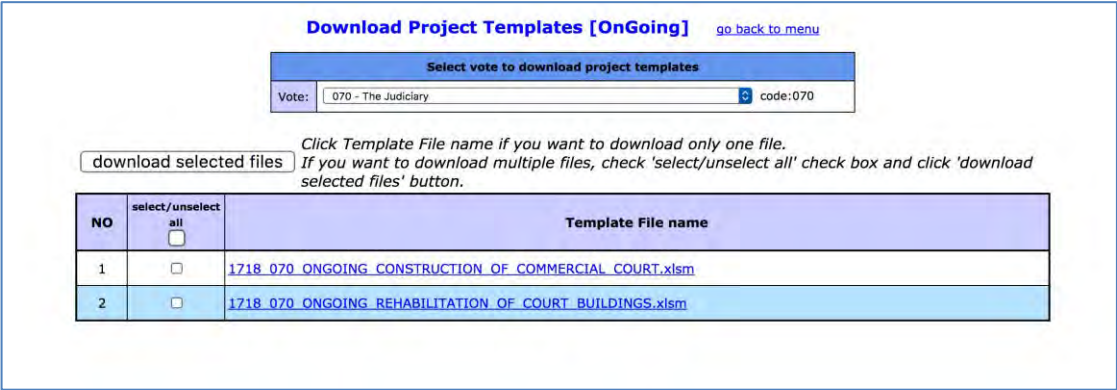 Download Project Templates [OnGoing] go back to menu
Select vote to download project templates
Vote: 070 - The Judiciary code:070
Click Template File name if you want to download only one file.
download selected files If you want to download multiple files, check 'select/unselect all' check box and click 'download
selected files' button.
NO select/unselect all Template File name
1 1718_070_ONGOING_CONSTRUCTION_OF_COMMERCIAL_COURT.xlsm
2 1718_070_ONGOING_REHABILITATION_OF_COURT_BUILDINGS.xlsm